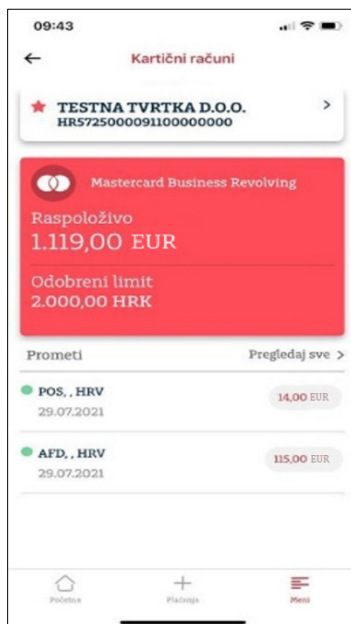 09:43
Kartični računi
TESTNA TVRTKA D.O.O. >
HR5725000091100000000
Mastercard Business Revolving
Raspoloživo
1.119,00 EUR
Odobreni limit
2.000,00 HRK
Prometi Pregledaj sve >
POS, , HRV 14,00 EUR
29.07.2021
AFD, , HRV 115,00 EUR
29.07.2021
Početna Plaćanja Meni